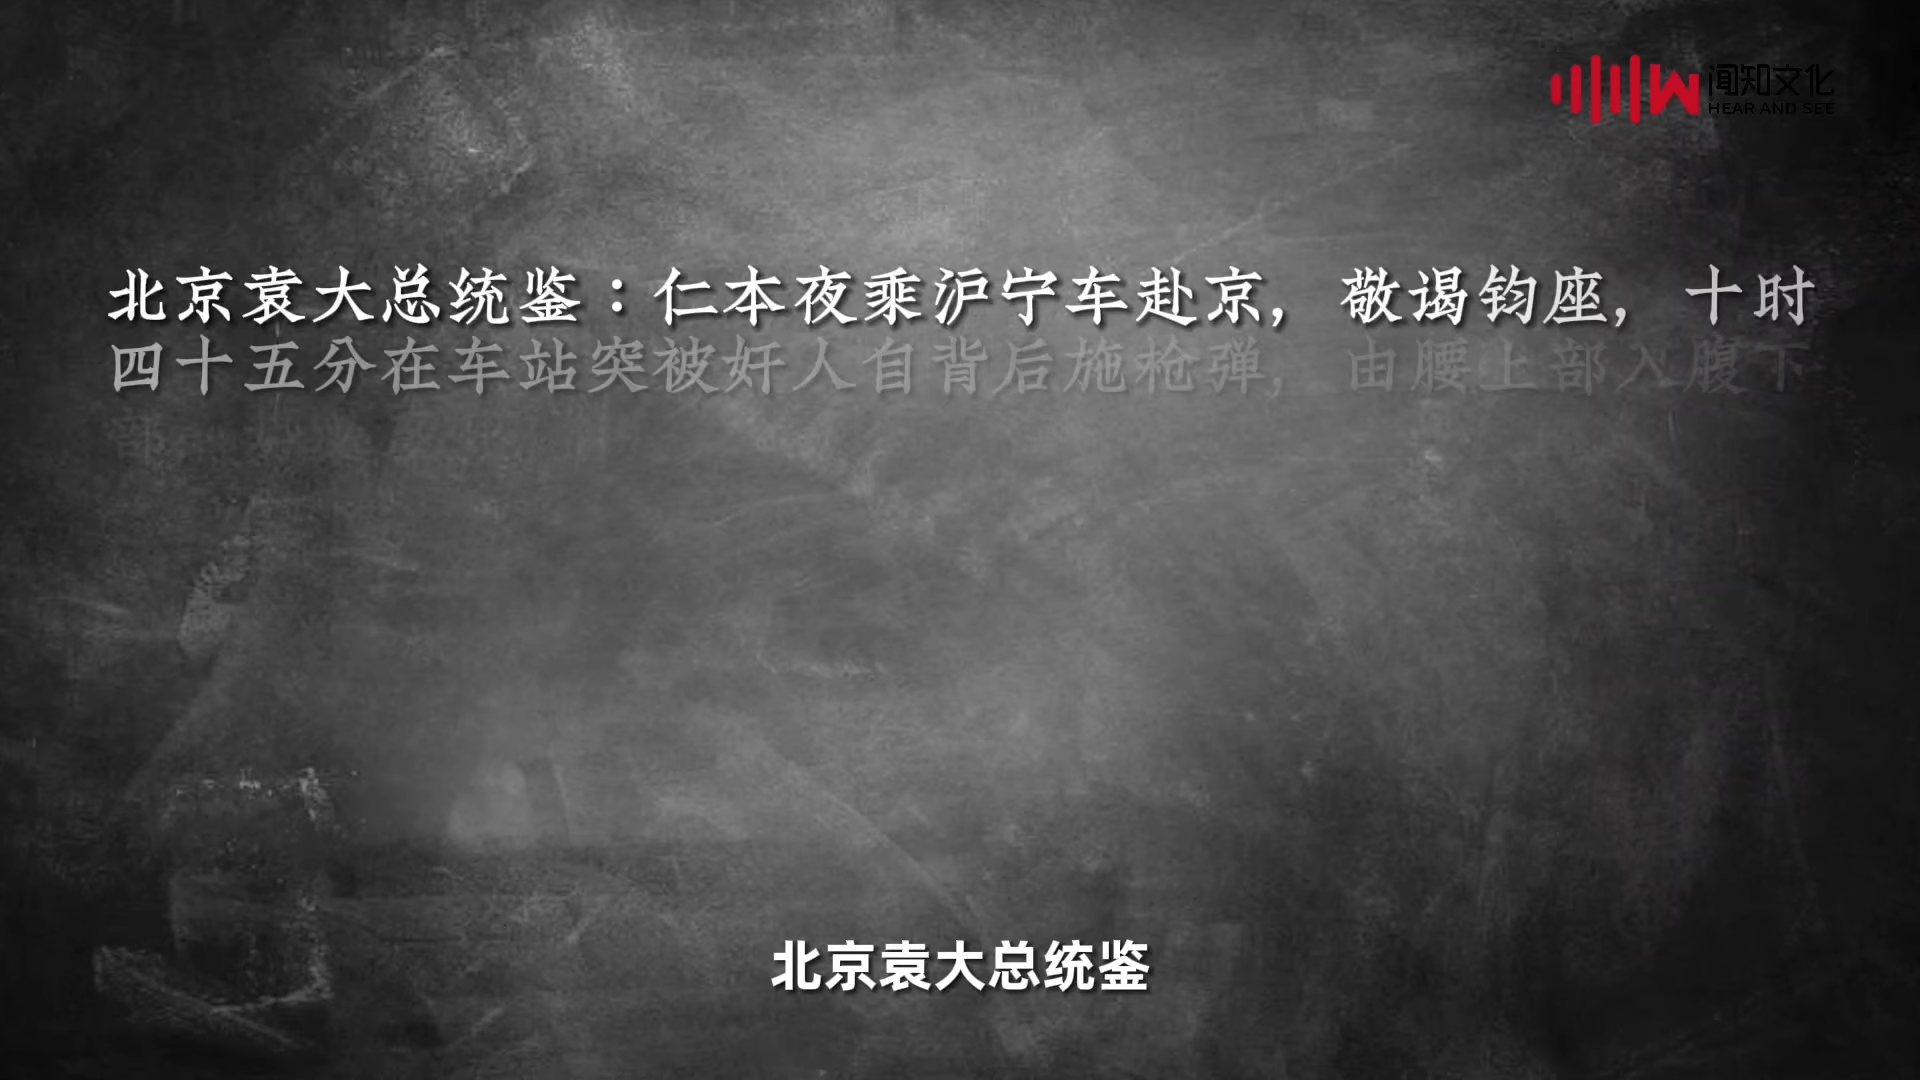 闻知文化
HEAR AND SEE
北京袁大总统鉴：仁本夜乘沪宁车赴京，敬谒钧座，十时
四十五分在车站突被奸人自背后施枪弹，由腰上部入腹下
部
北京袁大总统鉴